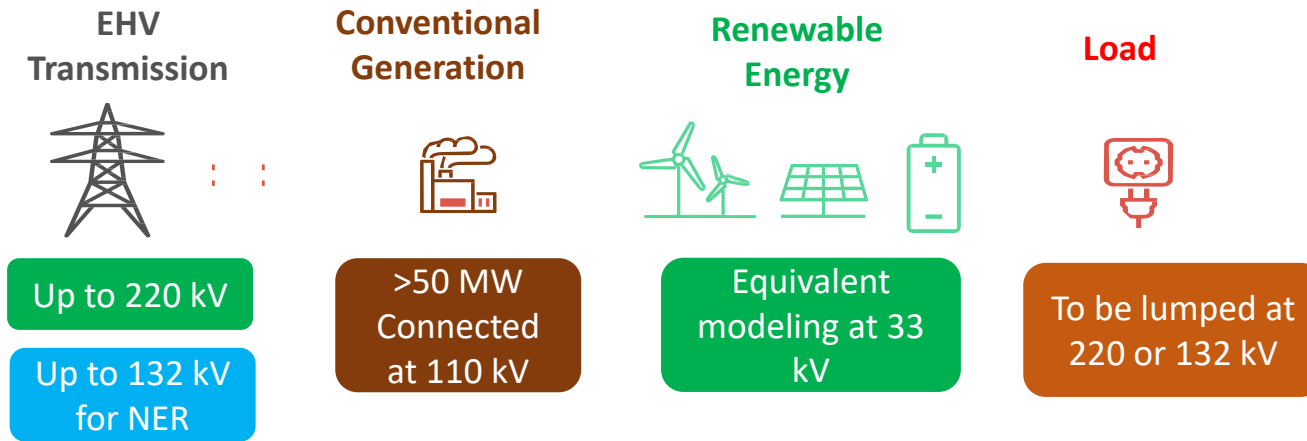 EHV
Transmission
Conventional
Generation
Renewable
Energy
Load
Up to 220 kV
Up to 132 kV
for NER
>50 MW
Connected
at 110 kV
Equivalent
modeling at 33
kV
To be lumped at
220 or 132 kV